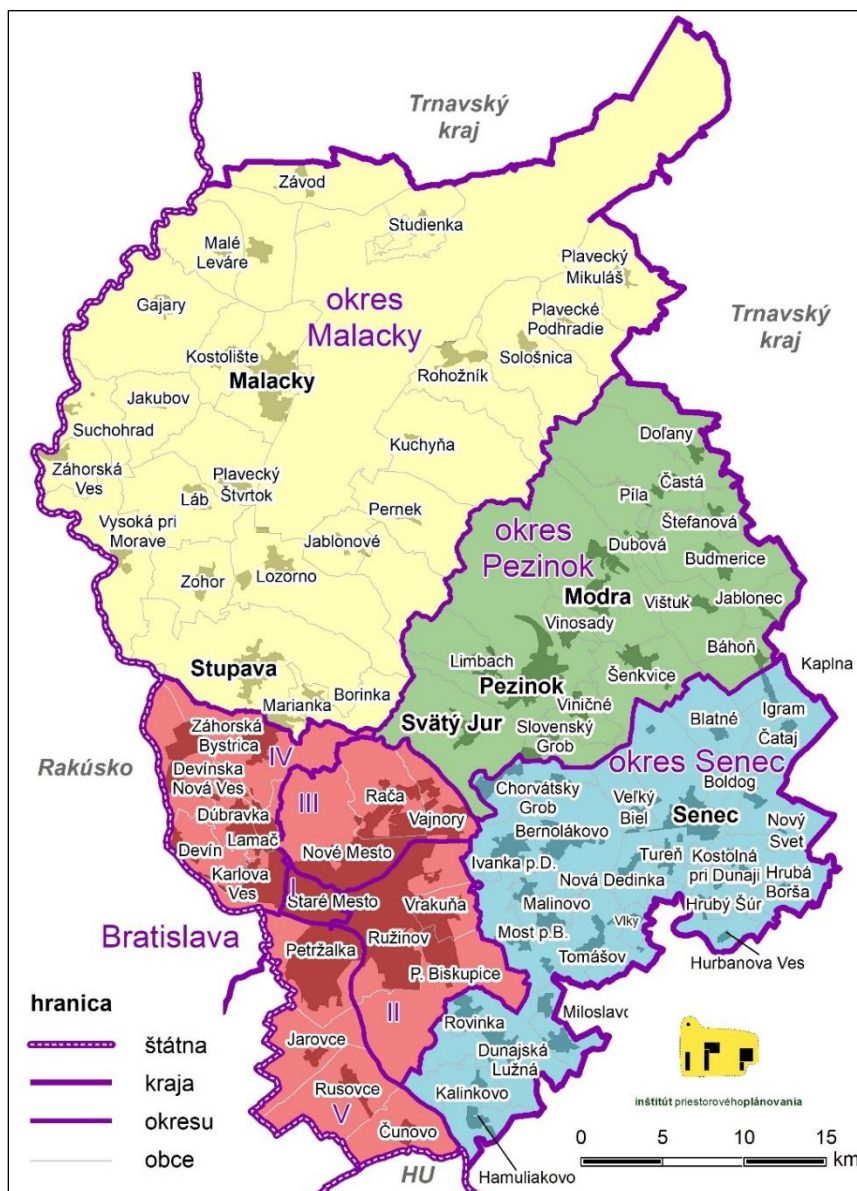 Trnavský
kraj
Závod
Studienka
Malé
Leváre
Plavecký
Mikuláš
okres
Malacky
Gajary
Plavecké
Podhradie
Trnavský
kraj
Kostolište
Sološnica
Malacky
Rohožník
Jakubov
Suchohrad
Kuchyňa
Doľany
Záhorská
Ves
Plavecký
Štvrtok
Láb
Častá
Píla
Pernek
Štefanová
Vysoká pri
Morave
okres
Pezinok
Jablonové
Dubová
Budmerice
Zohor
Lozorno
Modra
Vištuk
Jablonec
Vinosady
Báhoň
Stupava
Limbach
Kaplna
Pezinok
Šenkvice
Borinka
Marianka
Viničné
Igram
Svätý Jur
Blatné
Záhorská
Bystrica
Slovenský
Grob
Čataj
IV
okres Senec
Rakúsko
Devínska
Nová Ves
Boldog
III
Rača
Chorvátsky
Grob
Veľký
Biel
Dúbravka
Vajnory
Senec
Nový
Svet
Lamač
Bernolákovo
Devín
Nové Mesto
Ivanka p.D.
Tureň
Kostolná
pri Dunaji
Hrubá
Borša
Karlova
Ves
I
Nová Dedinka
Staré Mesto
Vrakuňa
Malinovo
Hrubý Šúr
Vlky
Bratislava
Ružinov
Most p.B.
Petržalka
Tomášov
Hurbanova Ves
P. Biskupice
hranica
II
Miloslavo
Rovinka
štátna
Jarovce
Dunajská
Lužná
kraja
Rusovce
Kalinkovo
inštitút priestorovéhoplánovania
okresu
V
Čunovo
0 5 10 15
km
obce
HU
Hamuliakovo